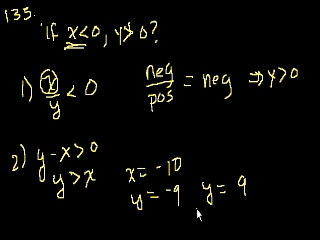 135.
If x<0, y>0?
1) x/y < 0 neg/pos = neg ⇒ y>0
2) y-x>0
y>x
x = -10
y = -9 y = 9